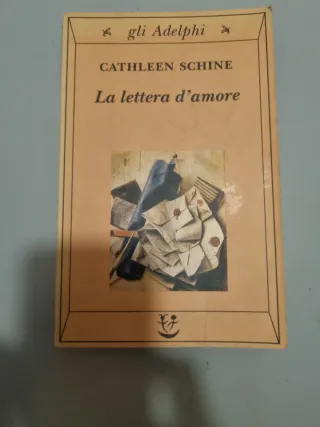 gli Adelphi
CATHLEEN SCHINE
La lettera d'amore